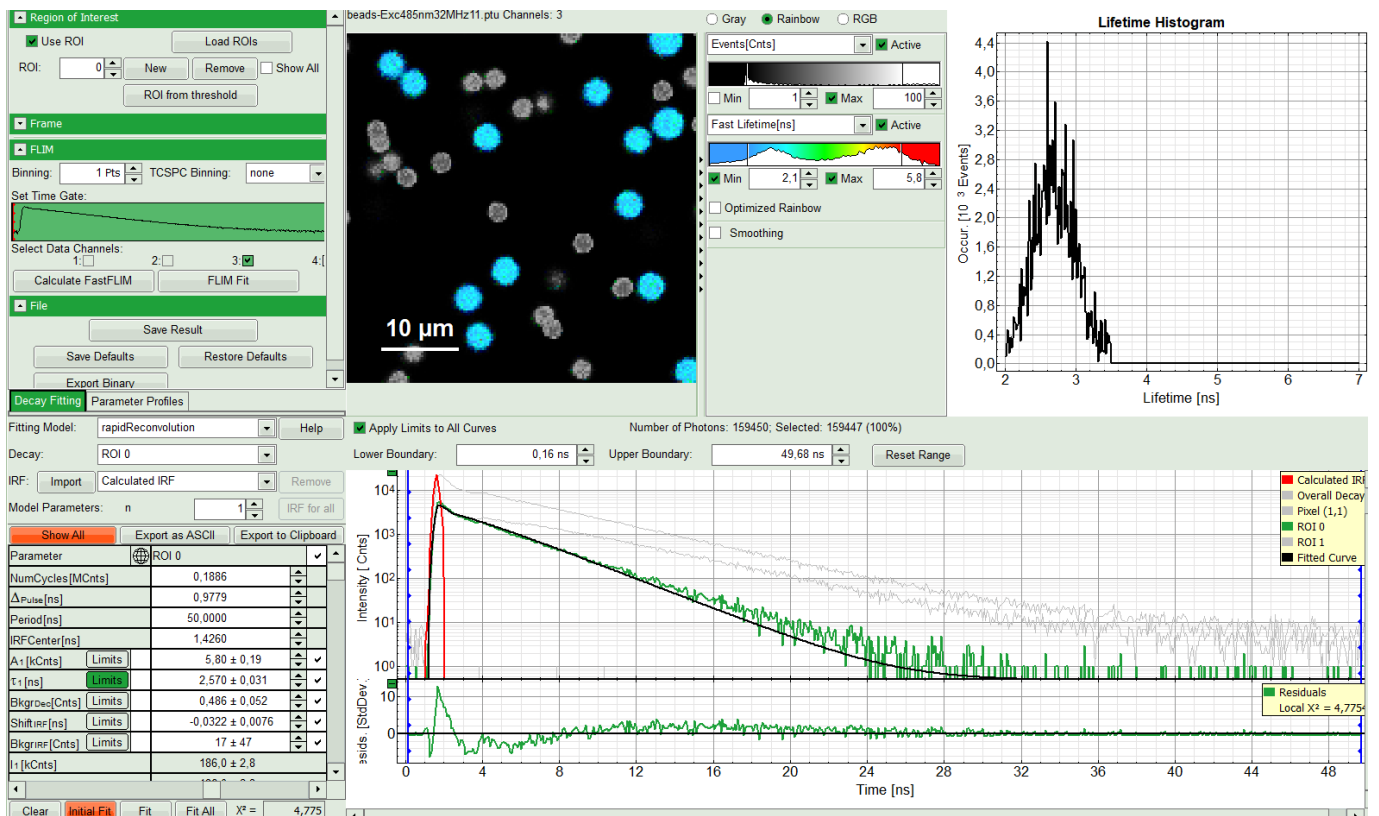 Region of Interest
Use ROI
Load ROIs
ROI:
0
New
Remove
Show All
ROI from threshold
Frame
FLIM
Binning:
1 Pts
TCSPC Binning:
none
Set Time Gate:
Select Data Channels:
1:
2:
3:
4:
Calculate FastFLIM
FLIM Fit
File
Save Result
Save Defaults
Restore Defaults
Export Binary
beads-Exc485nm32MHz11.ptu Channels: 3
10 µm
Gray
Rainbow
RGB
Events[Cnts]
Active
Min
1
Max
100
Fast Lifetime[ns]
Active
Min
2,1
Max
5,8
Optimized Rainbow
Smoothing
Lifetime Histogram
Occur. [10 3 Events]
4,4
4,0
3,6
3,2
2,8
2,4
2,0
1,6
1,2
0,8
0,4
0,0
2 3 4 5 6 7
Lifetime [ns]
Decay Fitting
Parameter Profiles
Fitting Model:
rapidReconvolution
Help
Decay:
ROI 0
IRF:
Import
Calculated IRF
Remove
Model Parameters:
n
1
IRF for all
Show All
Export as ASCII
Export to Clipboard
Parameter
ROI 0
NumCycles[MCnts]
0,1886
ΔPulse[ns]
0,9779
Period[ns]
50,0000
IRFCenter[ns]
1,4260
A1[kCnts]
Limits
5,80 ± 0,19
τ1[ns]
Limits
2,570 ± 0,031
BkgrDec[Cnts]
Limits
0,486 ± 0,052
ShiftIRF[ns]
Limits
-0,0322 ± 0,0076
BkgrIRF[Cnts]
Limits
17 ± 47
I1[kCnts]
186,0 ± 2,8
Clear
Initial Fit
Fit
Fit All
X² =
4,775
Apply Limits to All Curves
Number of Photons: 159450; Selected: 159447 (100%)
Lower Boundary:
0,16 ns
Upper Boundary:
49,68 ns
Reset Range
Intensity [Cnts]
10⁴
10³
10²
10¹
10⁰
Calculated IRF
Overall Decay
Pixel (1,1)
ROI 0
ROI 1
Fitted Curve
esids. [StdDev.
10
0
Residuals
Local X² = 4,7754
0 4 8 12 16 20 24 28 32 36 40 44 48
Time [ns]